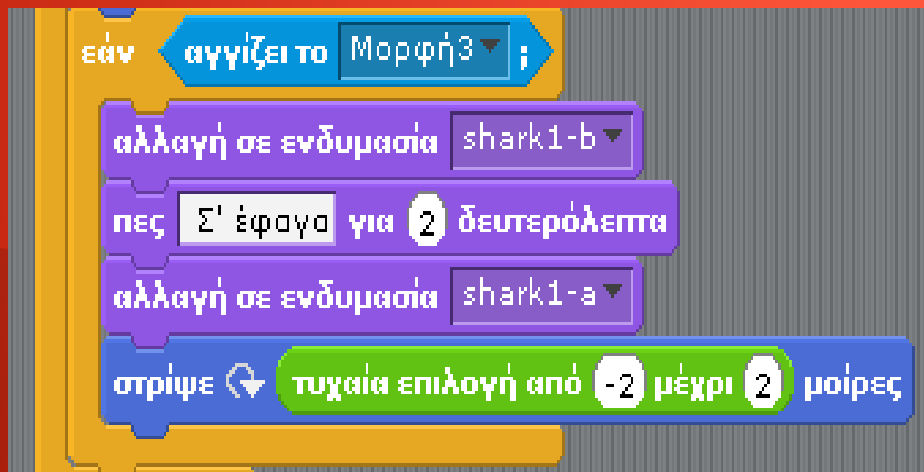 εάν αγγίζει το Μορφή3 ;
αλλαγή σε ενδυμασία shark1-b
πες Σ' έφαγα για 2 δευτερόλεπτα
αλλαγή σε ενδυμασία shark1-a
στρίψε τυχαία επιλογή από -2 μέχρι 2 μοίρες